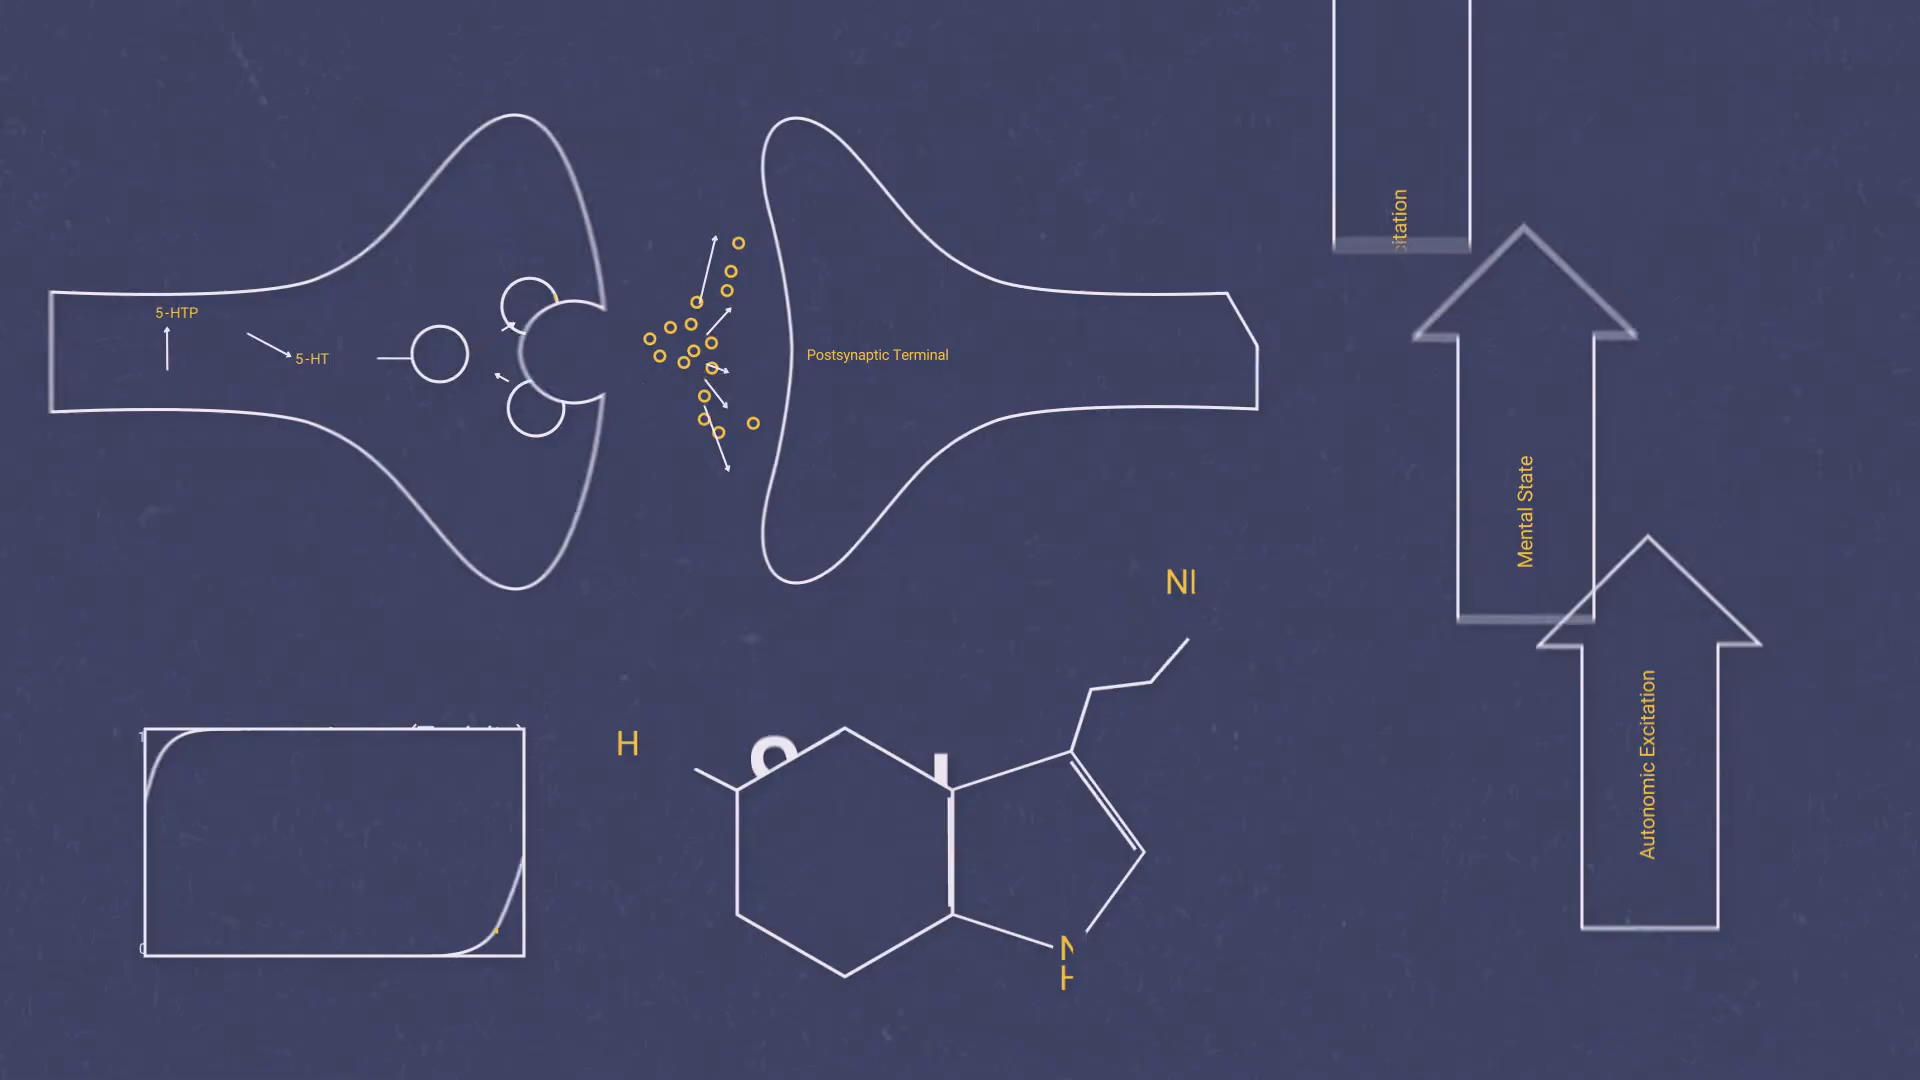 5-HTP
5-HT
Postsynaptic Terminal
Mental State
Autonomic Excitation
H
N
H